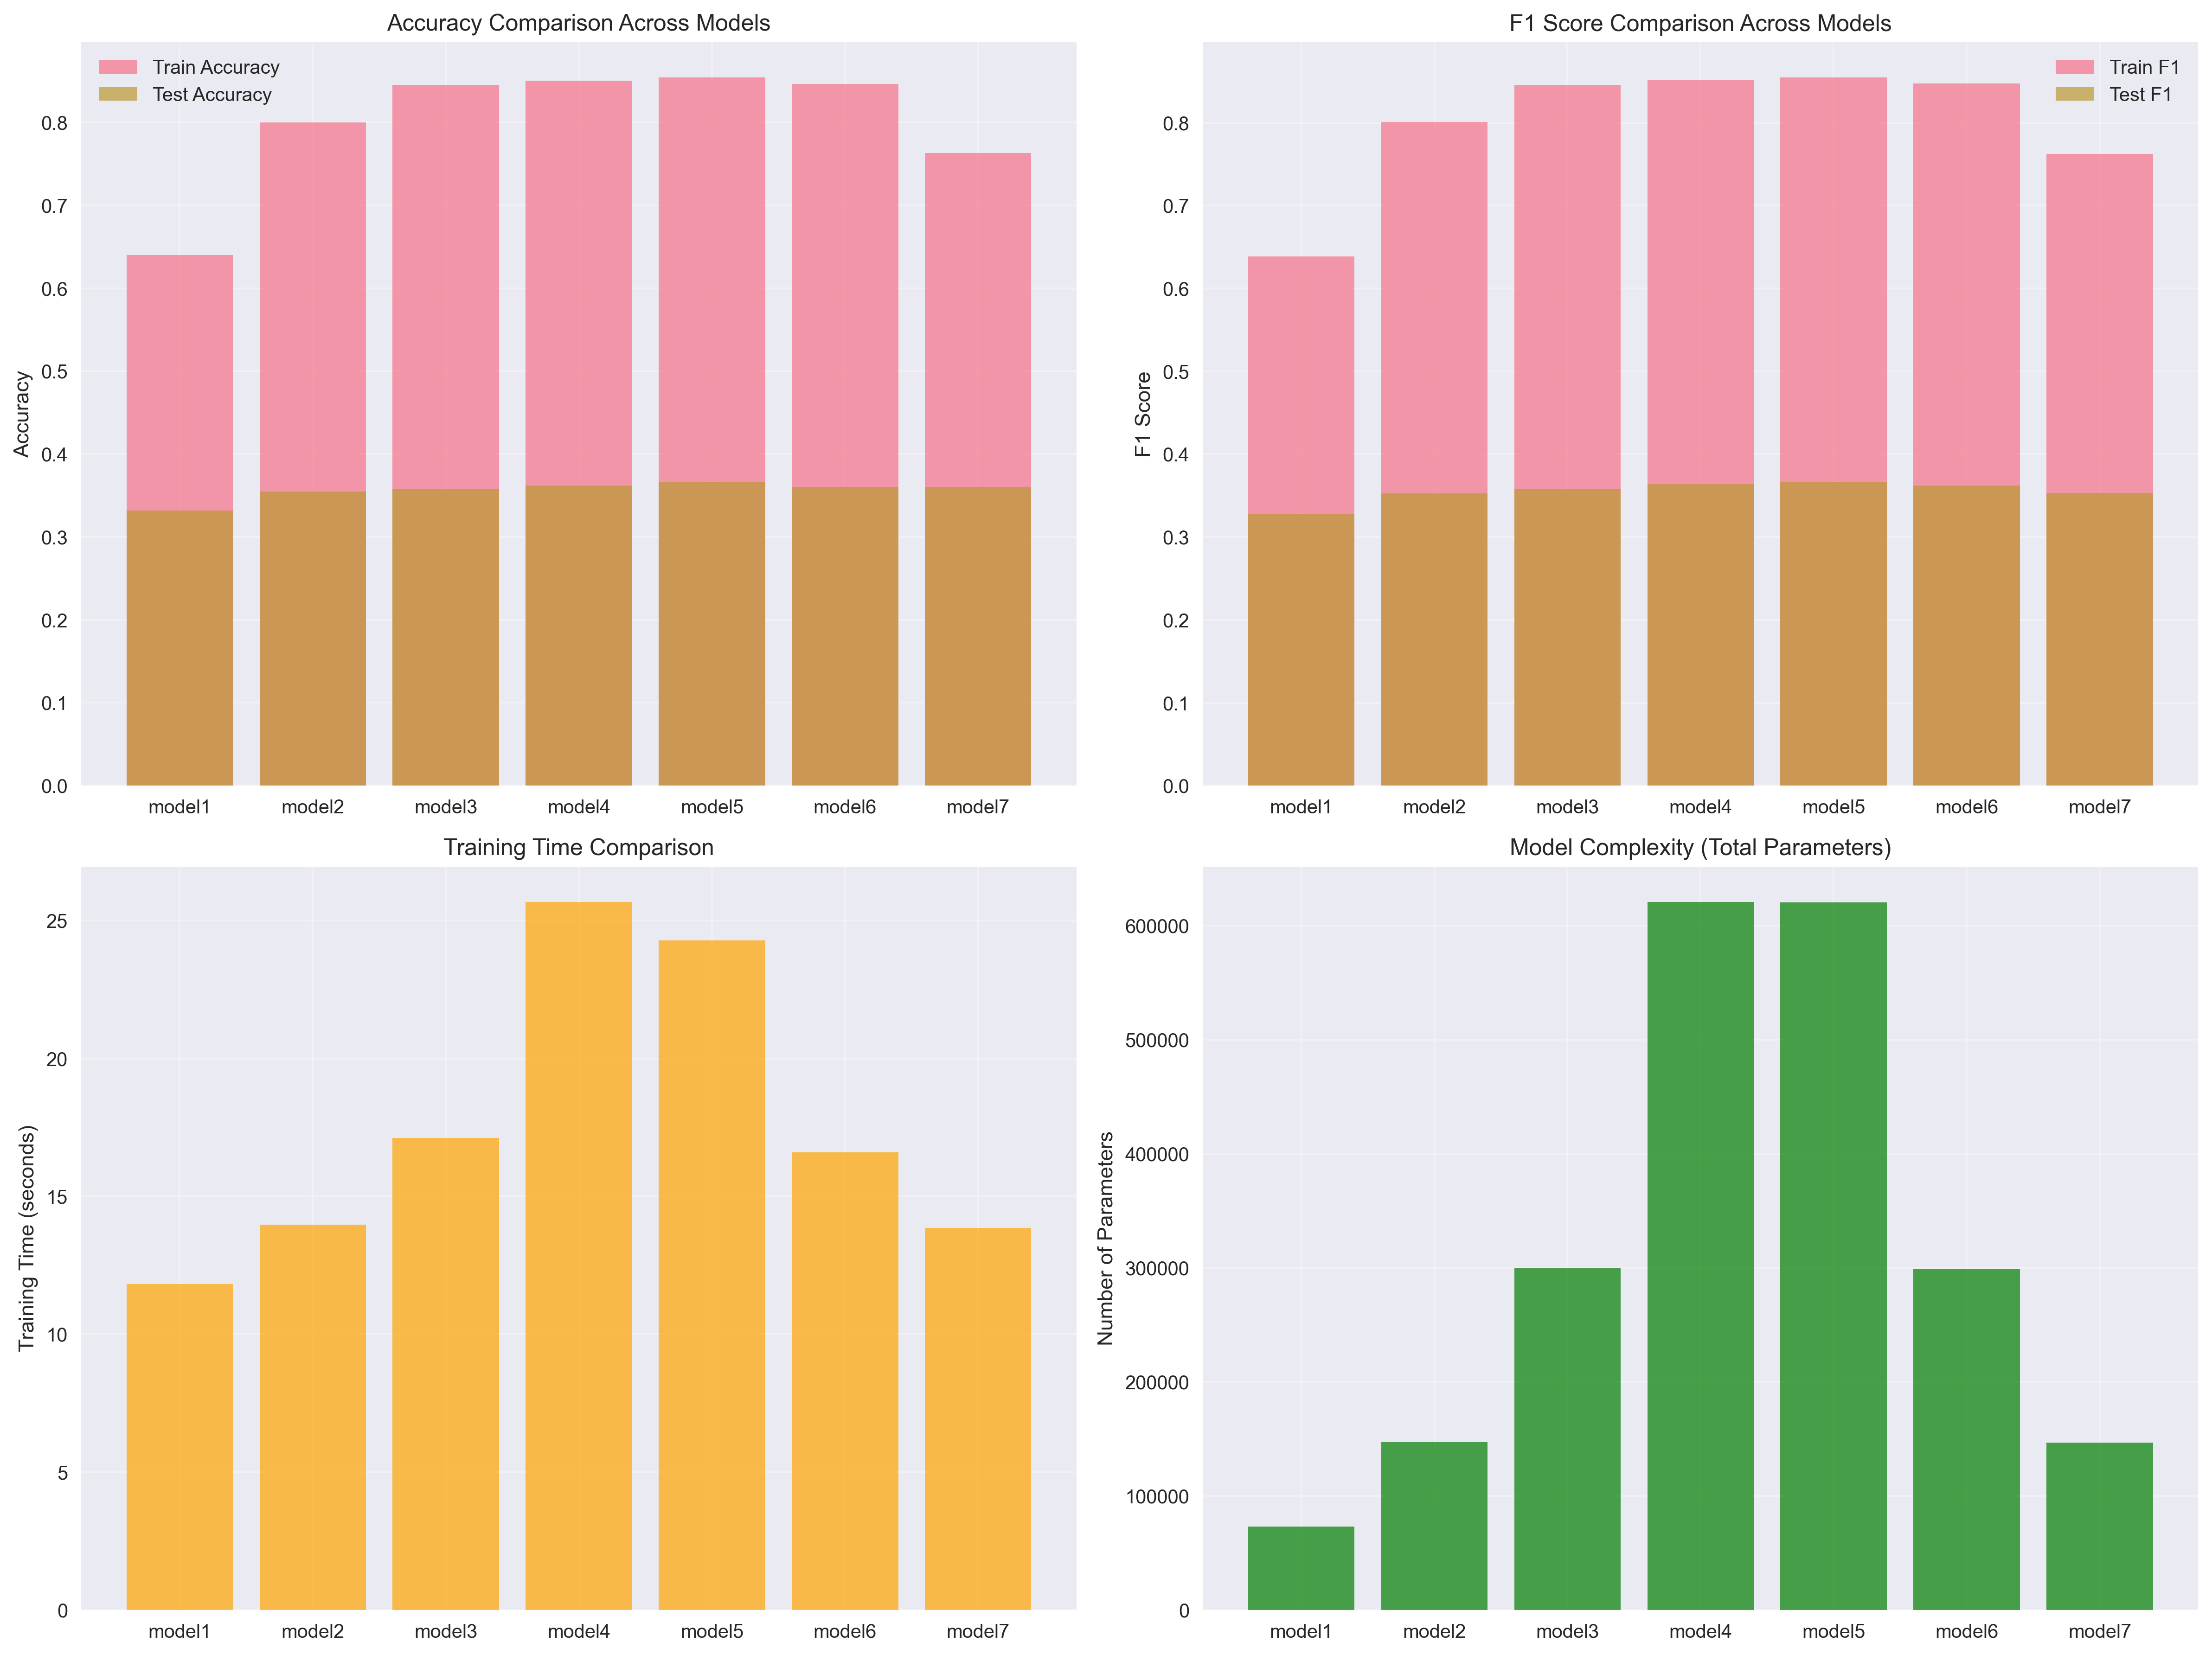 Accuracy Comparison Across Models
Train Accuracy
Test Accuracy
Accuracy
0.8
0.7
0.6
0.5
0.4
0.3
0.2
0.1
0.0
model1 model2 model3 model4 model5 model6 model7
F1 Score Comparison Across Models
Train F1
Test F1
F1 Score
0.8
0.7
0.6
0.5
0.4
0.3
0.2
0.1
0.0
model1 model2 model3 model4 model5 model6 model7
Training Time Comparison
Training Time (seconds)
25
20
15
10
5
0
model1 model2 model3 model4 model5 model6 model7
Model Complexity (Total Parameters)
Number of Parameters
600000
500000
400000
300000
200000
100000
0
model1 model2 model3 model4 model5 model6 model7